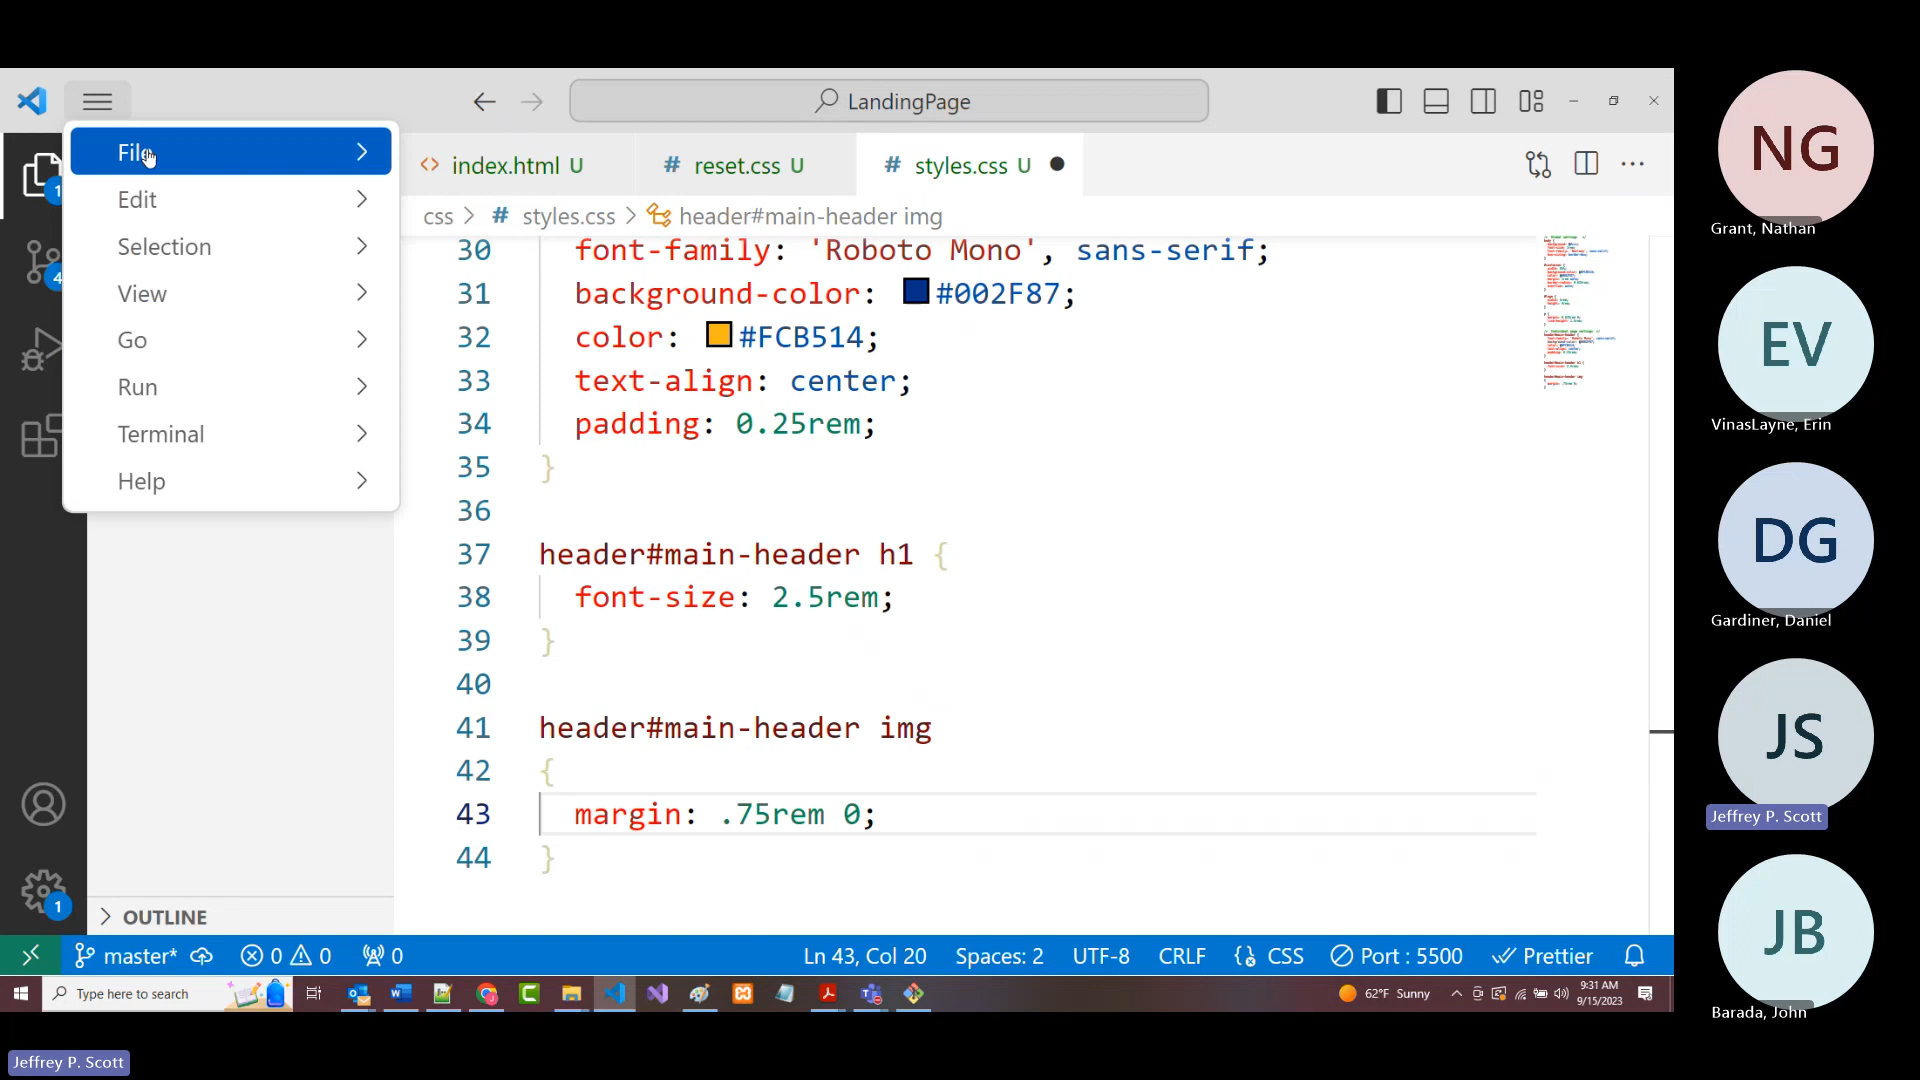 LandingPage
File
Edit
Selection
View
Go
Run
Terminal
Help
index.html U
reset.css U
styles.css U
css > # styles.css > header#main-header img
30 font-family: 'Roboto Mono', sans-serif;
31 background-color: #002F87;
32 color: #FCB514;
33 text-align: center;
34 padding: 0.25rem;
35 }
36
37 header#main-header h1 {
38 font-size: 2.5rem;
39 }
40
41 header#main-header img
42 {
43 margin: .75rem 0;
44 }
1
4
1
OUTLINE
master* 0 0 0 Ln 43, Col 20 Spaces: 2 UTF-8 CRLF {} CSS Port : 5500 Prettier
Type here to search
62°F Sunny
9:31 AM
9/15/2023
NG
Grant, Nathan
EV
VinasLayne, Erin
DG
Gardiner, Daniel
JS
Jeffrey P. Scott
JB
Barada, John
Jeffrey P. Scott